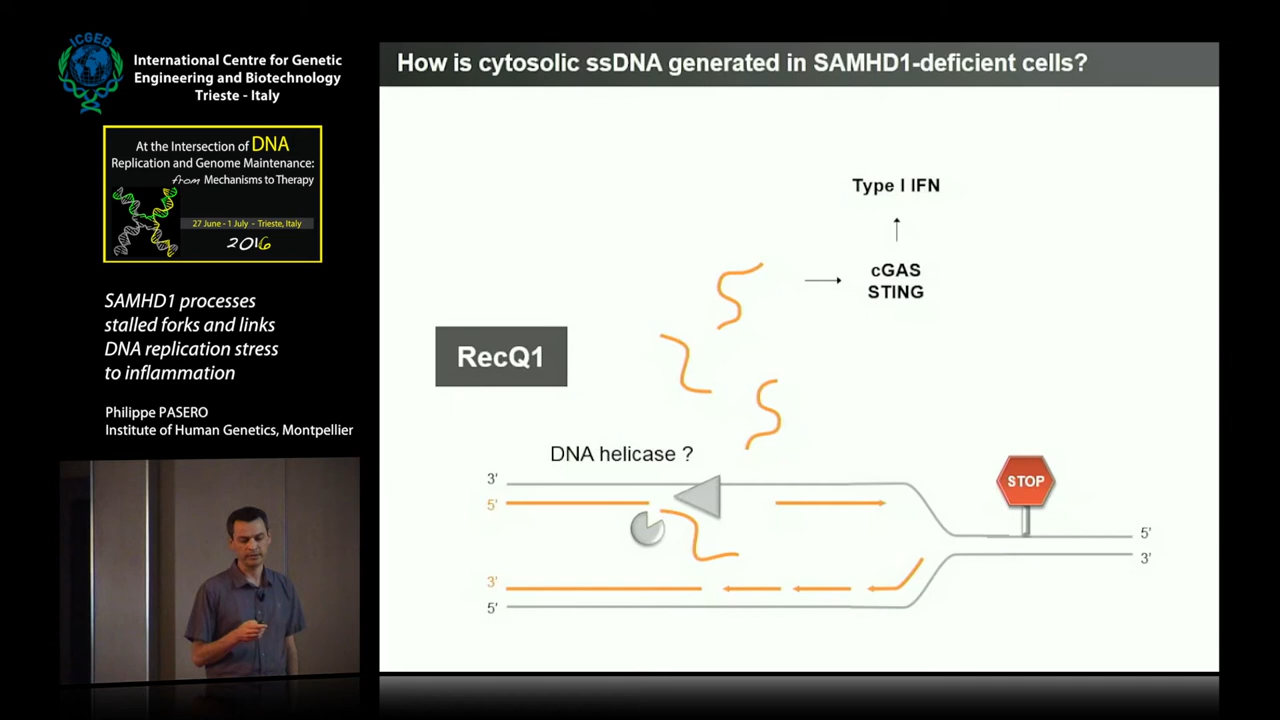 ICGEB
International Centre for Genetic
Engineering and Biotechnology
Trieste - Italy
At the Intersection of DNA
Replication and Genome Maintenance:
from Mechanisms to Therapy
27 June - 1 July - Trieste, Italy
2016
SAMHD1 processes
stalled forks and links
DNA replication stress
to inflammation
Philippe PASERO
Institute of Human Genetics, Montpellier
How is cytosolic ssDNA generated in SAMHD1-deficient cells?
Type I IFN
cGAS
STING
RecQ1
DNA helicase ?
3'
5'
STOP
5'
3'
3'
5'